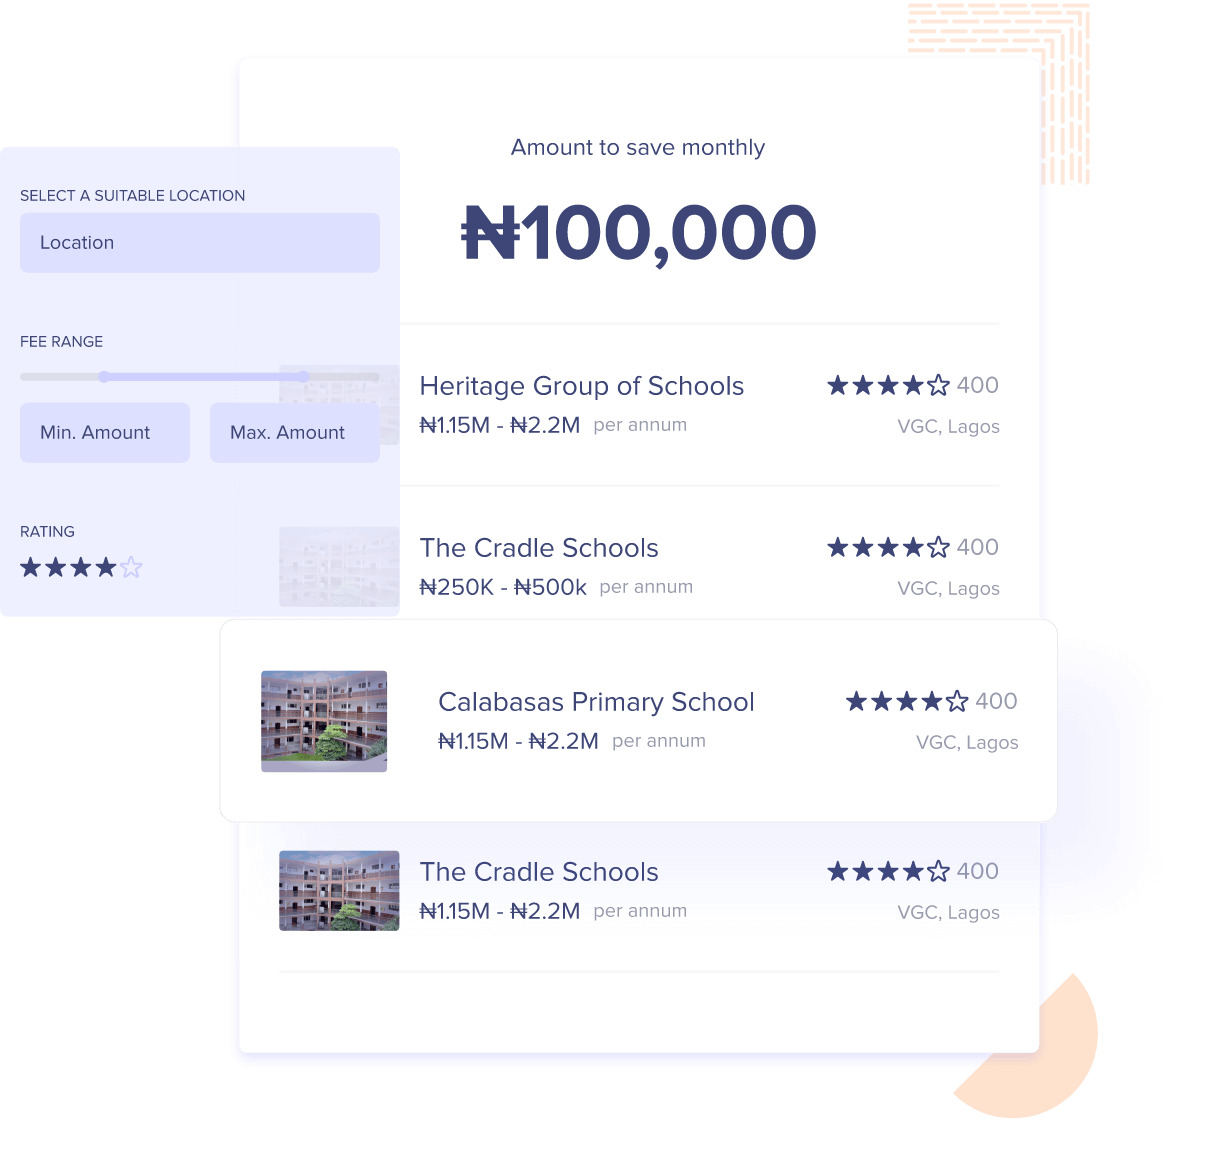 Amount to save monthly
₦100,000
SELECT A SUITABLE LOCATION
Location
FEE RANGE
Min. Amount
Max. Amount
RATING
Heritage Group of Schools
400
₦1.15M - ₦2.2M per annum
VGC, Lagos
The Cradle Schools
400
₦250K - ₦500k per annum
VGC, Lagos
Calabasas Primary School
400
₦1.15M - ₦2.2M per annum
VGC, Lagos
The Cradle Schools
400
₦1.15M - ₦2.2M per annum
VGC, Lagos